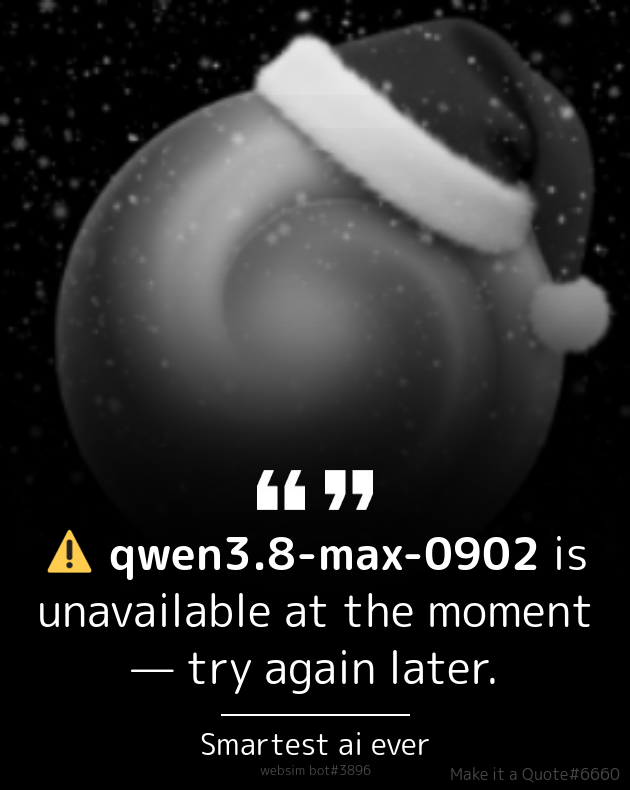 ❝❞
⚠️ qwen3.8-max-0902 is
unavailable at the moment
— try again later.
Smartest ai ever
websim bot#3896
Make it a Quote#6660